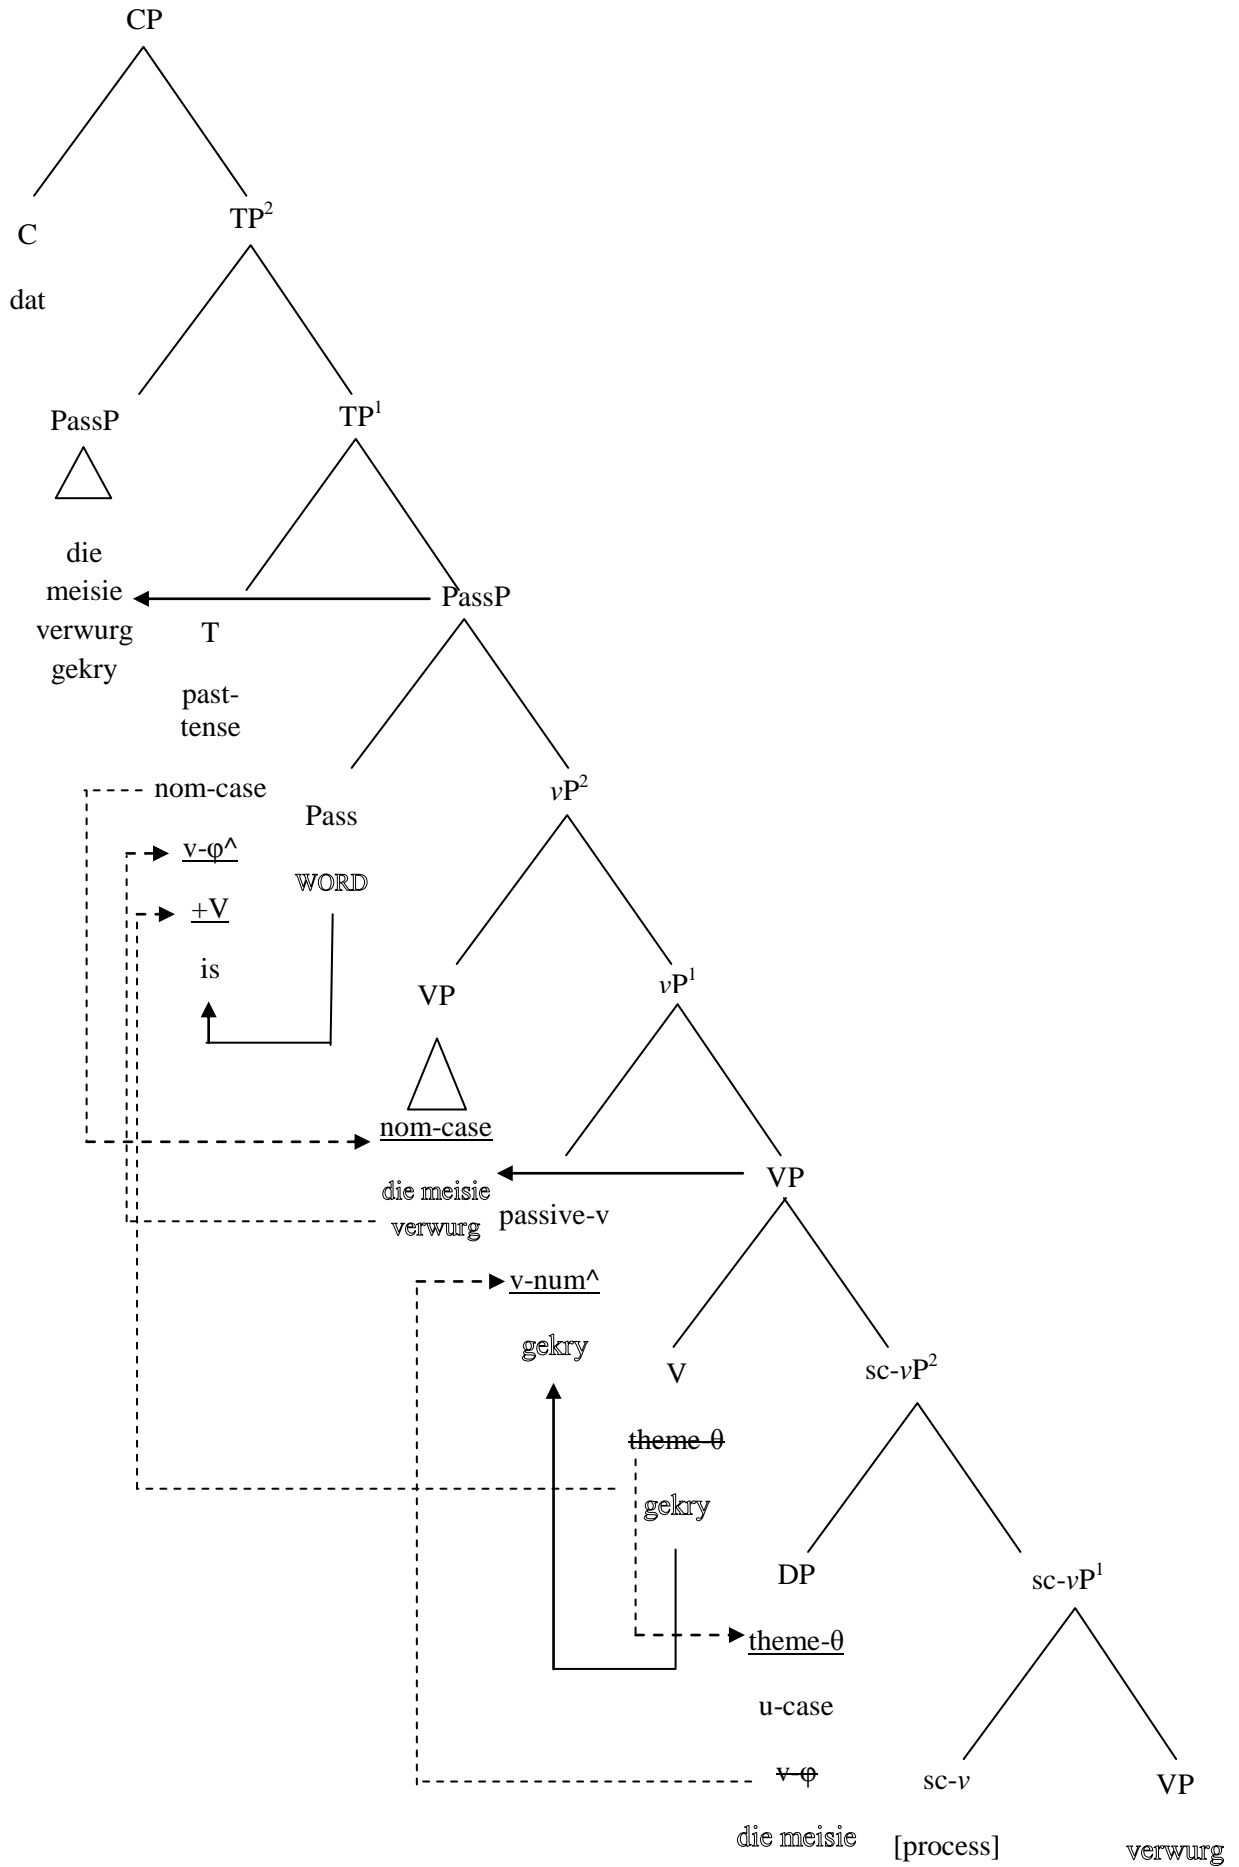 CP
C
TP²
dat
PassP
TP¹
die
meisie
verwurg
gekry
PassP
T
past-
tense
nom-case
vP²
Pass
v-φ^
WORD
+V
is
VP
vP¹
nom-case
VP
die meisie
verwurg
passive-v
v-num^
gekry
V
sc-vP²
theme-θ
gekry
DP
sc-vP¹
theme-θ
u-case
v-φ
sc-v
VP
die meisie
[process]
verwurg